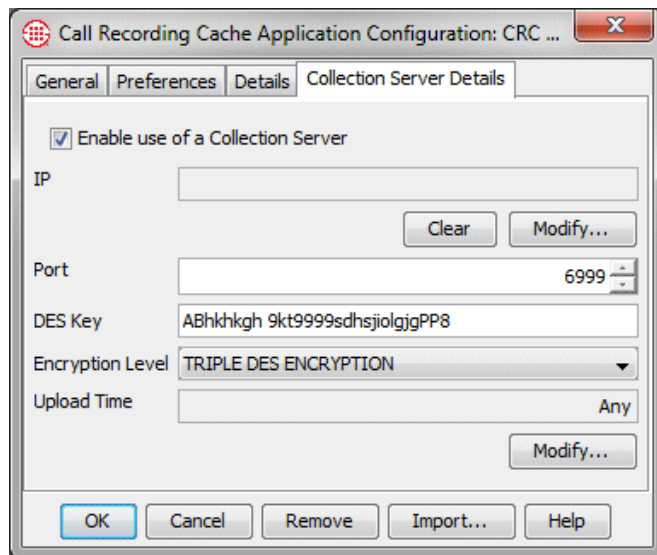 Call Recording Cache Application Configuration: CRC ...
General Preferences Details Collection Server Details
Enable use of a Collection Server
IP
Clear Modify...
Port 6999
DES Key ABhkhkgh 9kt9999sdhsjiolgjgPP8
Encryption Level TRIPLE DES ENCRYPTION
Upload Time Any
Modify...
OK Cancel Remove Import... Help